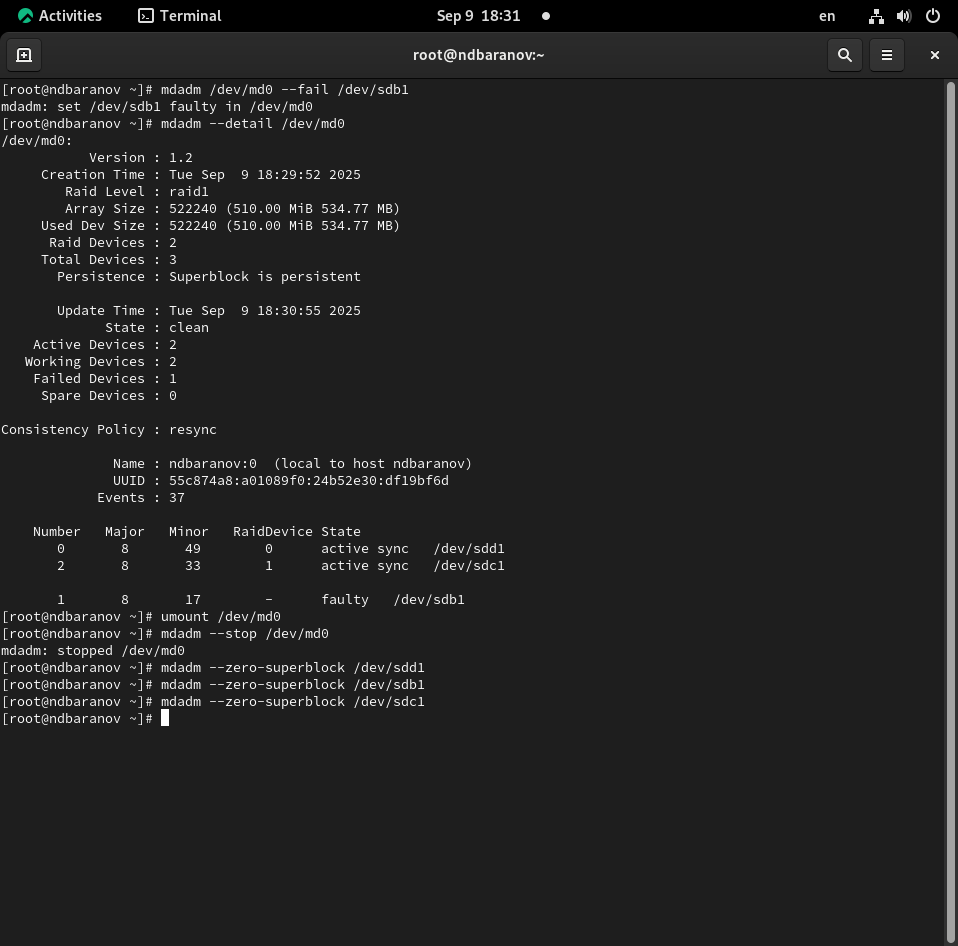 Activities Terminal Sep 9 18:31 en
root@ndbaranov:~
[root@ndbaranov ~]# mdadm /dev/md0 --fail /dev/sdb1
mdadm: set /dev/sdb1 faulty in /dev/md0
[root@ndbaranov ~]# mdadm --detail /dev/md0
/dev/md0:
           Version : 1.2
     Creation Time : Tue Sep  9 18:29:52 2025
        Raid Level : raid1
        Array Size : 522240 (510.00 MiB 534.77 MB)
     Used Dev Size : 522240 (510.00 MiB 534.77 MB)
      Raid Devices : 2
     Total Devices : 3
       Persistence : Superblock is persistent
       Update Time : Tue Sep  9 18:30:55 2025
             State : clean
    Active Devices : 2
   Working Devices : 2
    Failed Devices : 1
     Spare Devices : 0
Consistency Policy : resync
              Name : ndbaranov:0  (local to host ndbaranov)
              UUID : 55c874a8:a01089f0:24b52e30:df19bf6d
            Events : 37
    Number   Major   Minor   RaidDevice State
       0       8       49        0      active sync   /dev/sdd1
       2       8       33        1      active sync   /dev/sdc1
       1       8       17        -      faulty   /dev/sdb1
[root@ndbaranov ~]# umount /dev/md0
[root@ndbaranov ~]# mdadm --stop /dev/md0
mdadm: stopped /dev/md0
[root@ndbaranov ~]# mdadm --zero-superblock /dev/sdd1
[root@ndbaranov ~]# mdadm --zero-superblock /dev/sdb1
[root@ndbaranov ~]# mdadm --zero-superblock /dev/sdc1
[root@ndbaranov ~]#